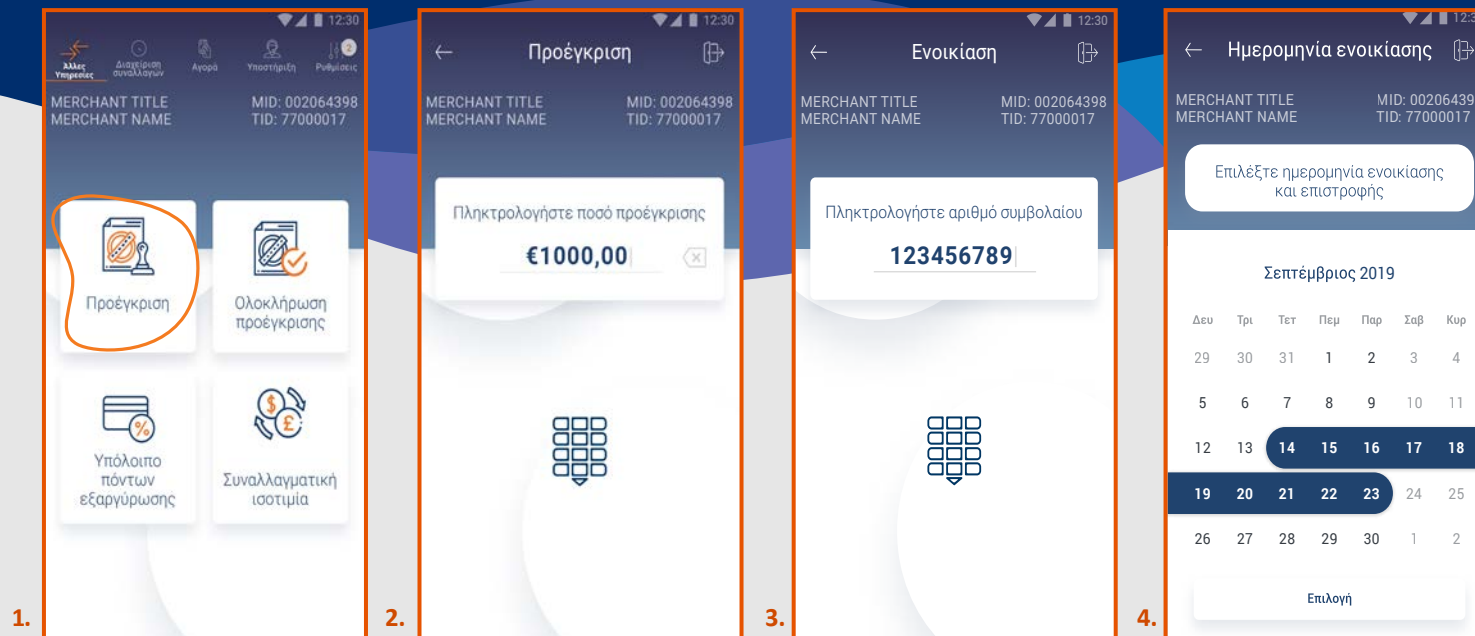 12:30
Άλλες
Υπηρεσίες
Διαχείριση
συναλλαγών
Αγορά
Υποστήριξη
Ρυθμίσεις
2
MERCHANT TITLE
MERCHANT NAME
MID: 002064398
TID: 77000017
Προέγκριση
Ολοκλήρωση
προέγκρισης
Υπόλοιπο
πόντων
εξαργύρωσης
$
£
%
Συναλλαγματική
ισοτιμία
1.
12:30
Προέγκριση
MERCHANT TITLE
MERCHANT NAME
MID: 002064398
TID: 77000017
Πληκτρολογήστε ποσό προέγκρισης
€1000,00
2.
12:30
Ενοικίαση
MERCHANT TITLE
MERCHANT NAME
MID: 002064398
TID: 77000017
Πληκτρολογήστε αριθμό συμβολαίου
123456789
3.
12:3
Ημερομηνία ενοικίασης
MERCHANT TITLE
MERCHANT NAME
MID: 00206439
TID: 77000017
Επιλέξτε ημερομηνία ενοικίασης
και επιστροφής
Σεπτέμβριος 2019
Δευ Τρι Τετ Πεμ Παρ Σαβ Κυρ
29 30 31 1 2 3 4
5 6 7 8 9 10 11
12 13 14 15 16 17 18
19 20 21 22 23 24 25
26 27 28 29 30 1 2
Επιλογή
4.